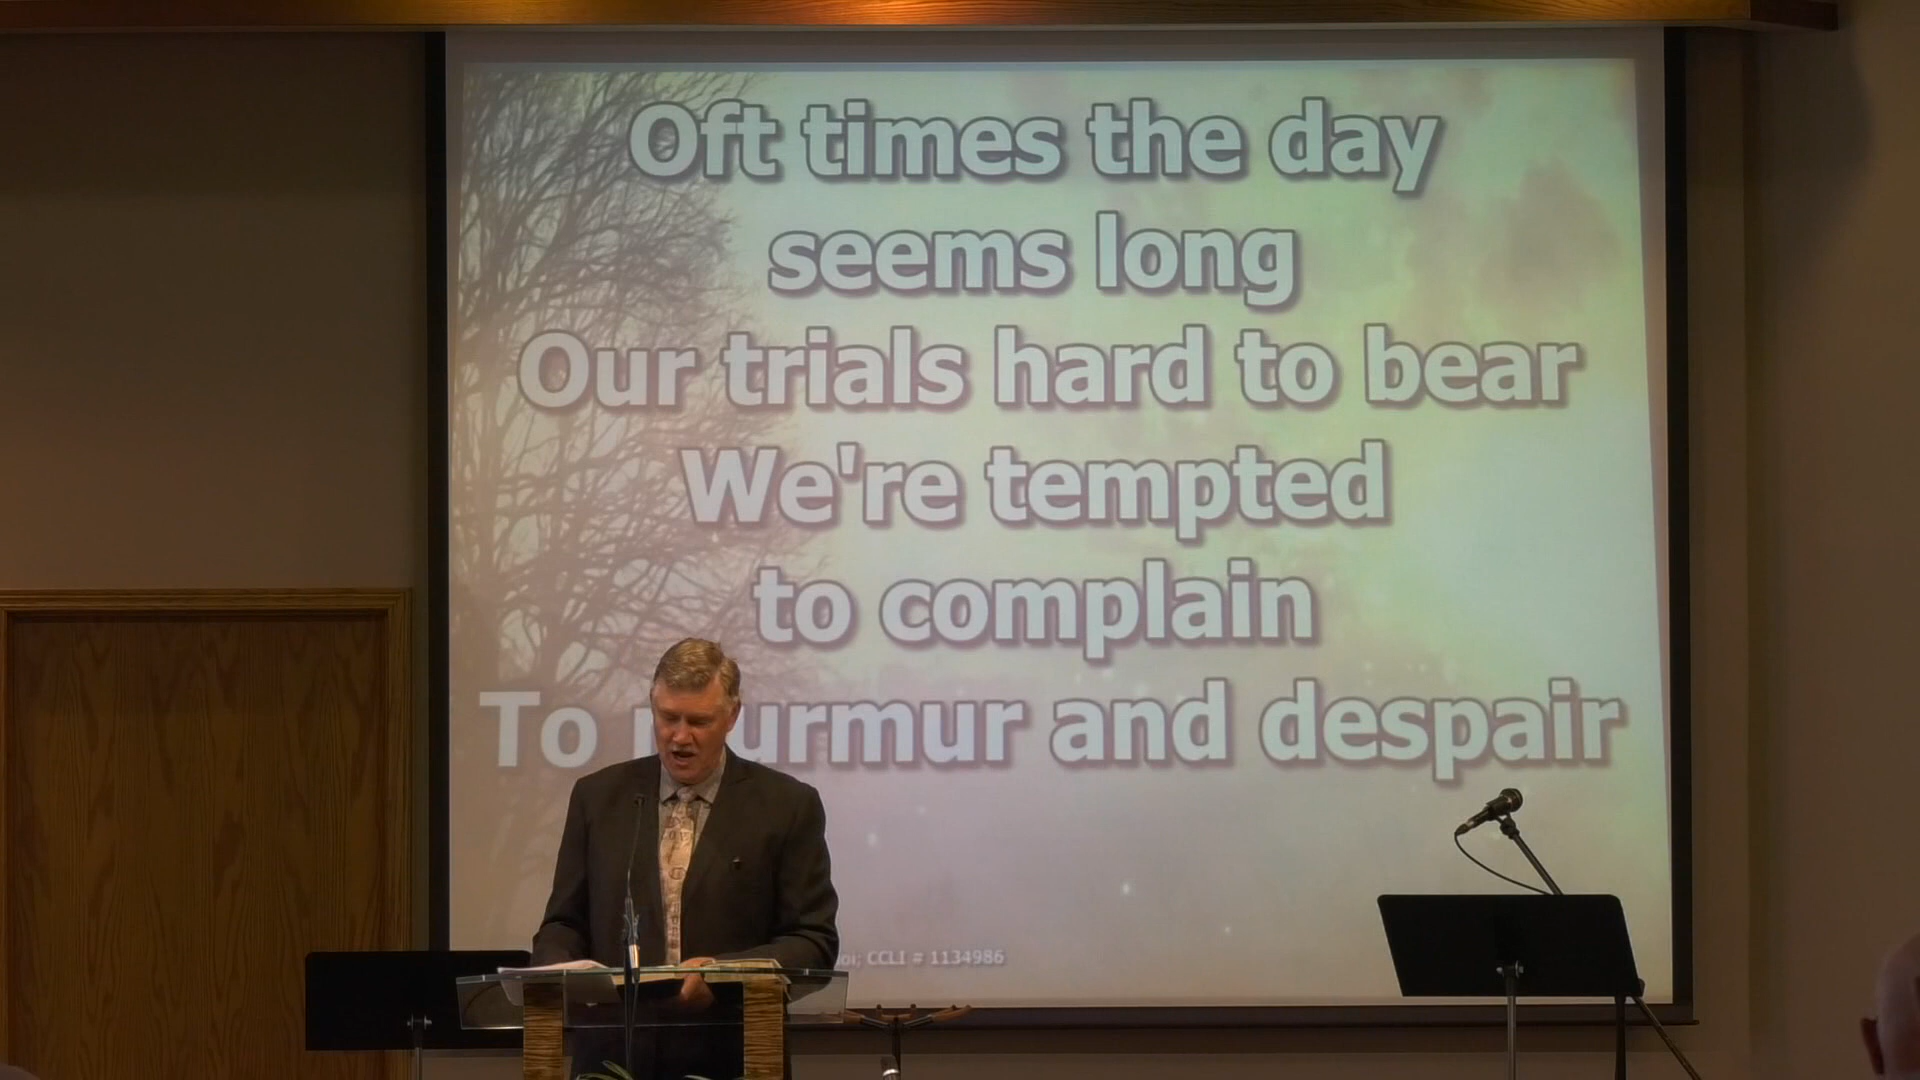 Oft times the day
seems long
Our trials hard to bear
We're tempted
to complain
To murmur and despair
CCLI # 1134986